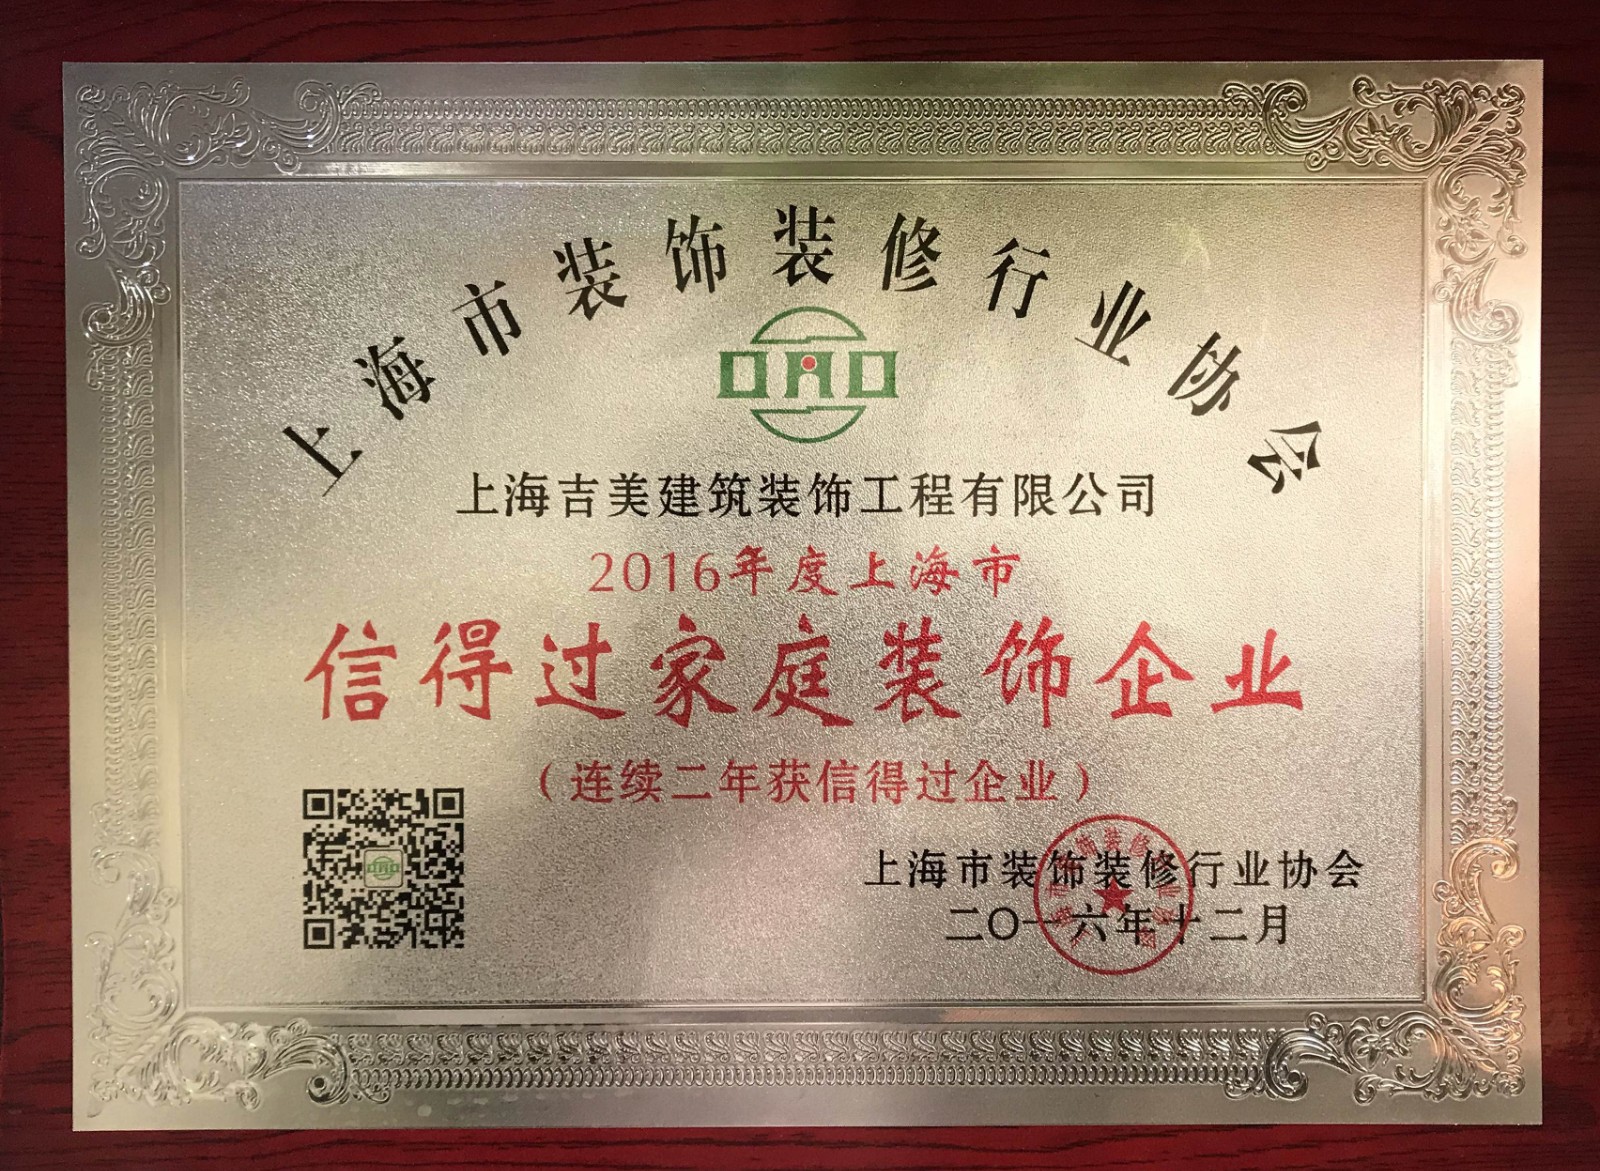 上海市装饰装修行业协会
上海吉美建筑装饰工程有限公司
2016年度上海市
信得过家庭装饰企业
（连续二年获信得过企业）
上海市装饰装修行业协会
二〇一六年十二月